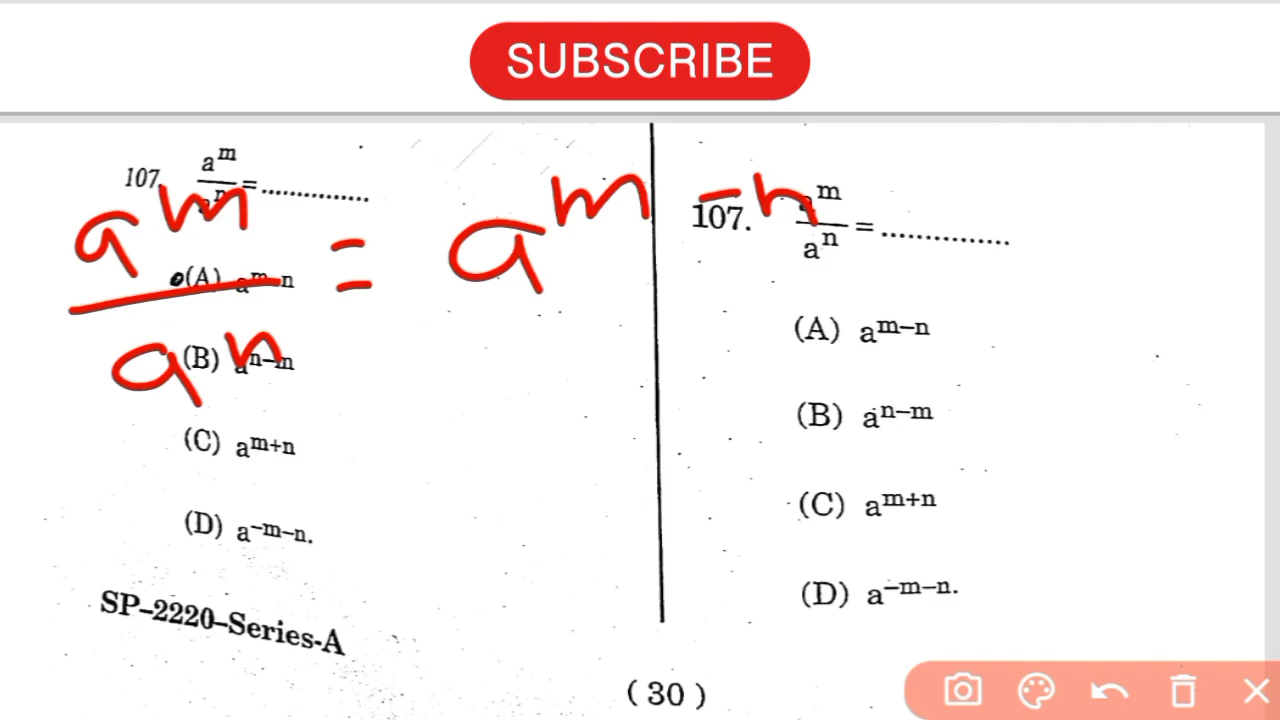 SUBSCRIBE
107. a^m / a^n = ..............
(A) a^m–n
(B) a^n–m
(C) a^m+n
(D) a^–m–n.
SP–2220–Series-A
a^m / a^n = a^m–n
107. a^m / a^n = ..............
(A) a^m–n
(B) a^n–m
(C) a^m+n
(D) a^–m–n.
( 30 )